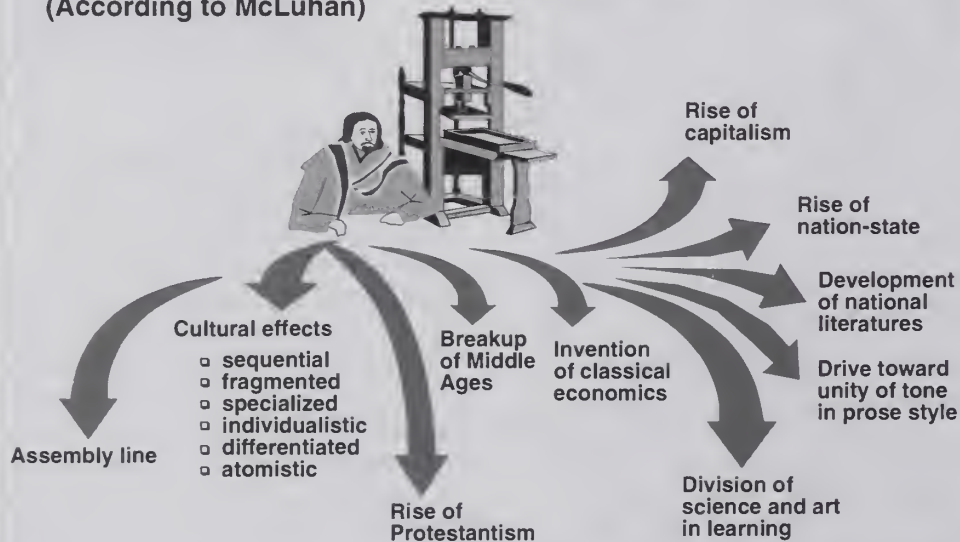 (According to McLuhan)
Rise of
capitalism
Rise of
nation-state
Development
of national
literatures
Drive toward
unity of tone
in prose style
Division of
science and art
in learning
Invention
of classical
economics
Breakup
of Middle
Ages
Rise of
Protestantism
Cultural effects
sequential
fragmented
specialized
individualistic
differentiated
atomistic
Assembly line